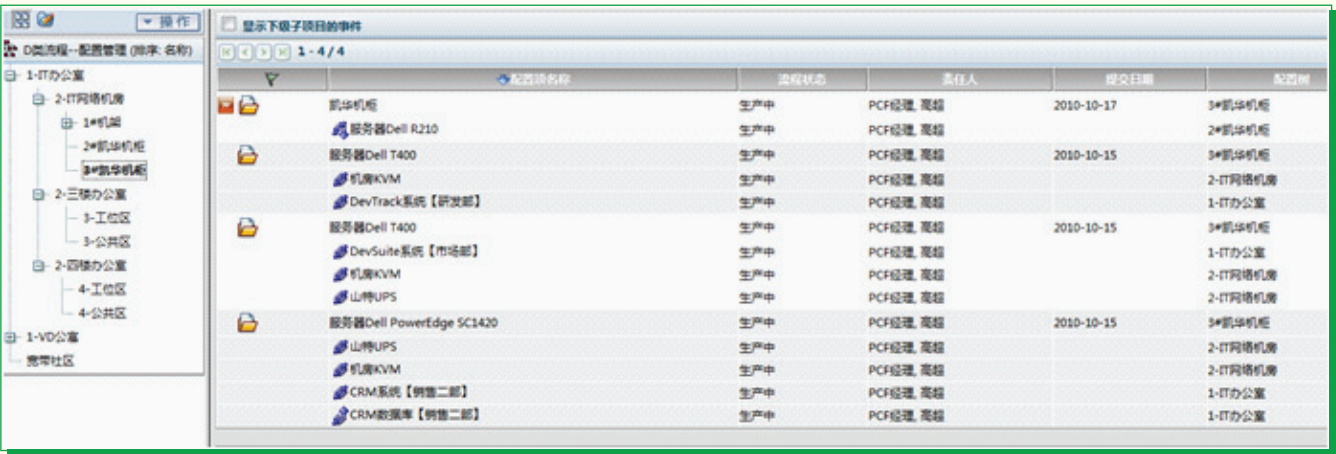 操作
D类流程--配置管理 (排序: 名称)
1-IT办公室
2-IT网络机房
1#机架
2#凯华机柜
3#凯华机柜
2-三楼办公室
3-工位区
3-公共区
2-四楼办公室
4-工位区
4-公共区
1-VD公寓
宽带社区
显示下级子项目的事件
1 - 4 / 4
配置项名称 流程状态 责任人 提交日期 配置树
凯华机柜 生产中 PCF经理, 高超 2010-10-17 3#凯华机柜
服务器Dell R210 生产中 PCF经理, 高超 2#凯华机柜
服务器Dell T400 生产中 PCF经理, 高超 2010-10-15 3#凯华机柜
机房KVM 生产中 PCF经理, 高超 2-IT网络机房
DevTrack系统【研发部】 生产中 PCF经理, 高超 1-IT办公室
服务器Dell T400 生产中 PCF经理, 高超 2010-10-15 3#凯华机柜
DevSuite系统【市场部】 生产中 PCF经理, 高超 1-IT办公室
机房KVM 生产中 PCF经理, 高超 2-IT网络机房
山特UPS 生产中 PCF经理, 高超 2-IT网络机房
服务器Dell PowerEdge SC1420 生产中 PCF经理, 高超 2010-10-15 3#凯华机柜
山特UPS 生产中 PCF经理, 高超 2-IT网络机房
机房KVM 生产中 PCF经理, 高超 2-IT网络机房
CRM系统【销售二部】 生产中 PCF经理, 高超 1-IT办公室
CRM数据库【销售二部】 生产中 PCF经理, 高超 1-IT办公室